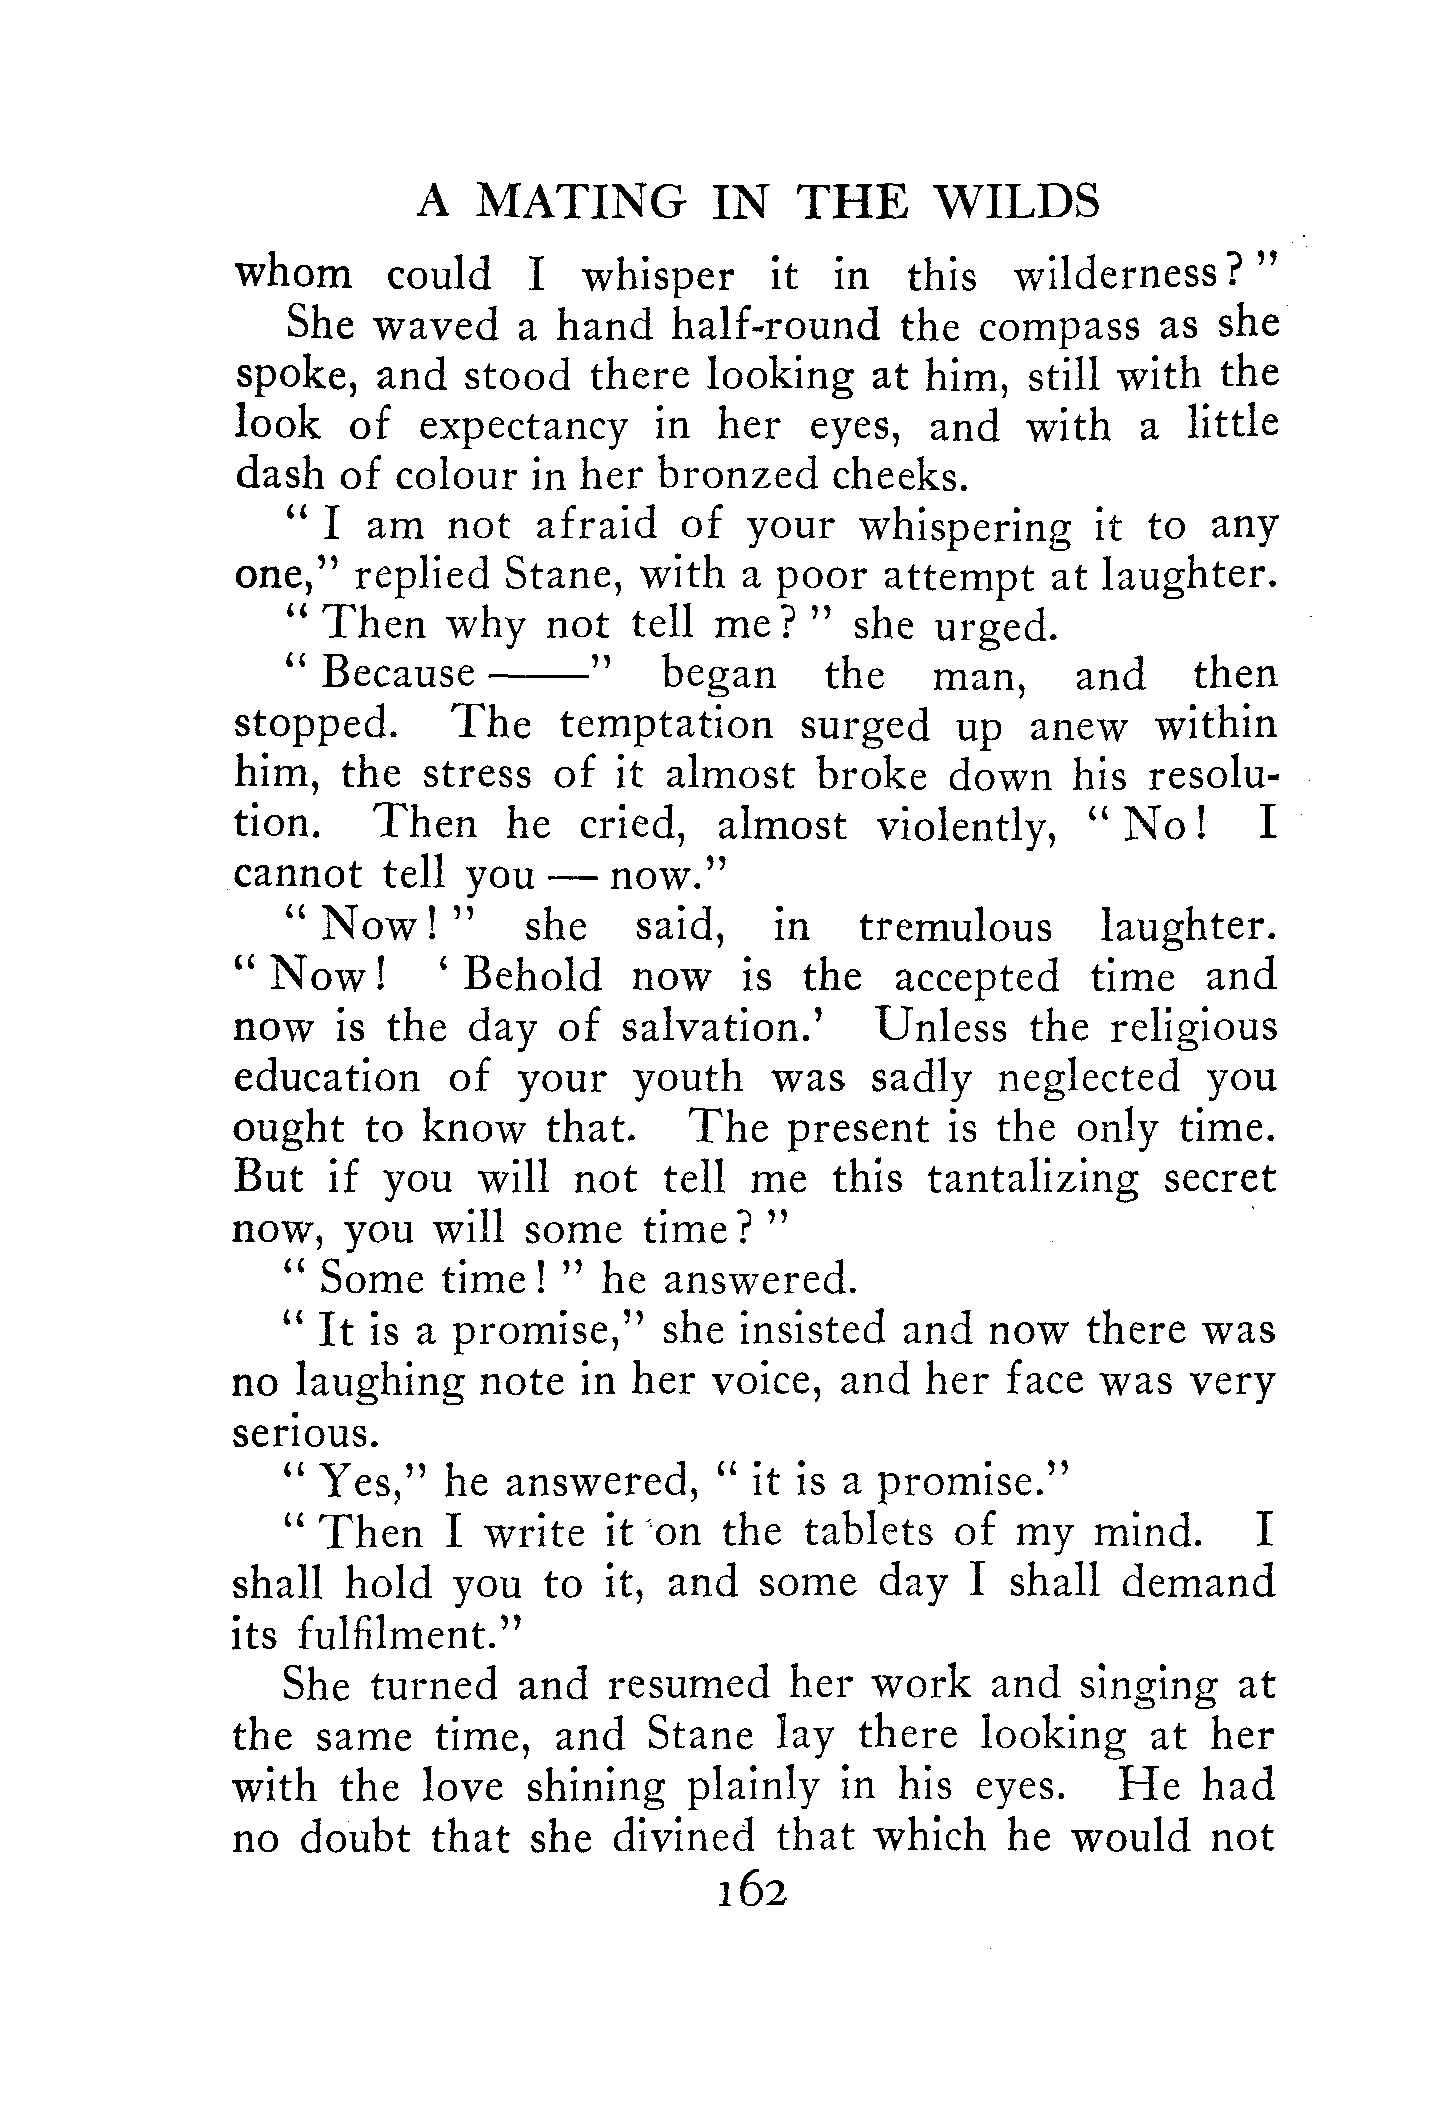 A MATING IN THE WILDS
whom could I whisper it in this wilderness? "
She waved a hand half-round the compass as she
spoke, and stood there looking at him, still with the
look of expectancy in her eyes, and with a little
dash of colour in her bronzed cheeks.
" I am not afraid of your whispering it to any
one," replied Stane, with a poor attempt at laughter.
" Then why not tell me? " she urged.
" Because ——" began the man, and then
stopped. The temptation surged up anew within
him, the stress of it almost broke down his resolu-
tion. Then he cried, almost violently, " No! I
cannot tell you — now."
" Now! " she said, in tremulous laughter.
" Now! ' Behold now is the accepted time and
now is the day of salvation.' Unless the religious
education of your youth was sadly neglected you
ought to know that. The present is the only time.
But if you will not tell me this tantalizing secret
now, you will some time? "
" Some time! " he answered.
" It is a promise," she insisted and now there was
no laughing note in her voice, and her face was very
serious.
" Yes," he answered, " it is a promise."
" Then I write it on the tablets of my mind. I
shall hold you to it, and some day I shall demand
its fulfilment."
She turned and resumed her work and singing at
the same time, and Stane lay there looking at her
with the love shining plainly in his eyes. He had
no doubt that she divined that which he would not
162